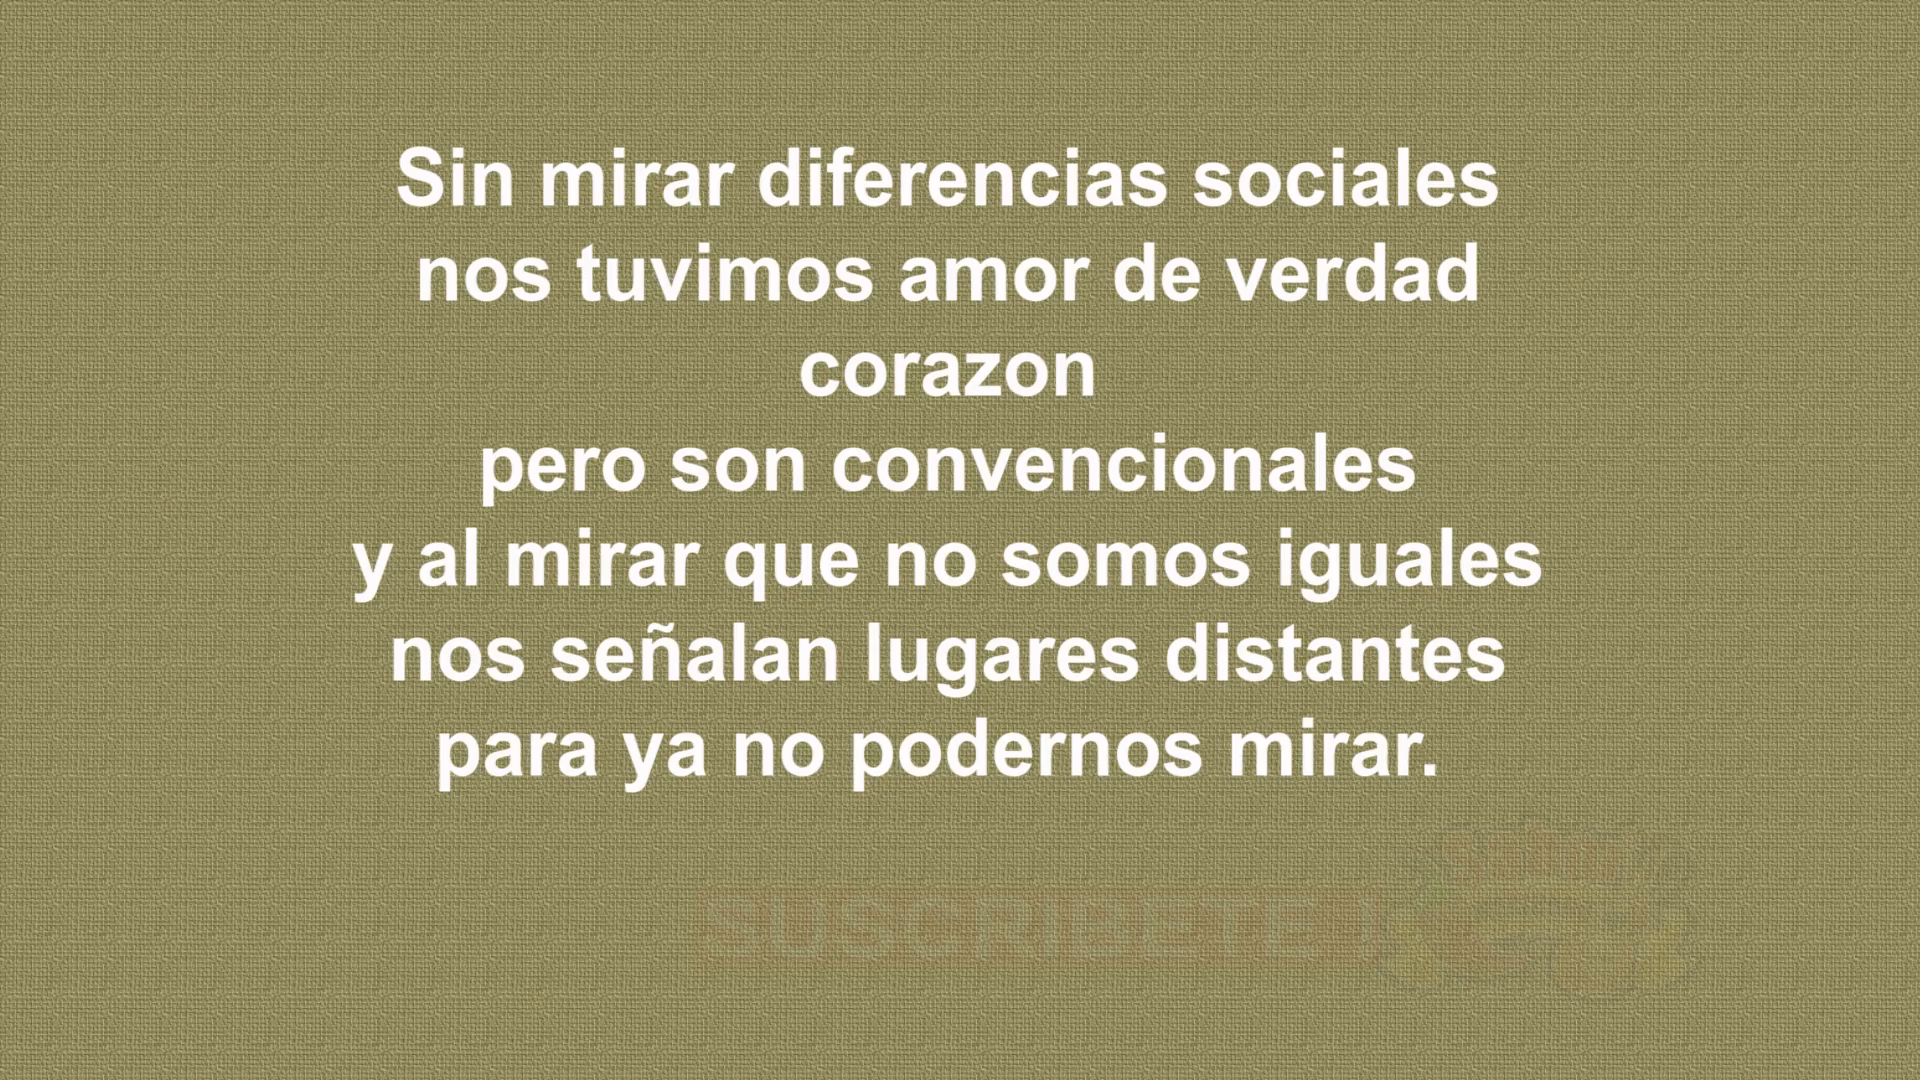 Sin mirar diferencias sociales
nos tuvimos amor de verdad
corazon
pero son convencionales
y al mirar que no somos iguales
nos señalan lugares distantes
para ya no podernos mirar.
SUSCRIBETE